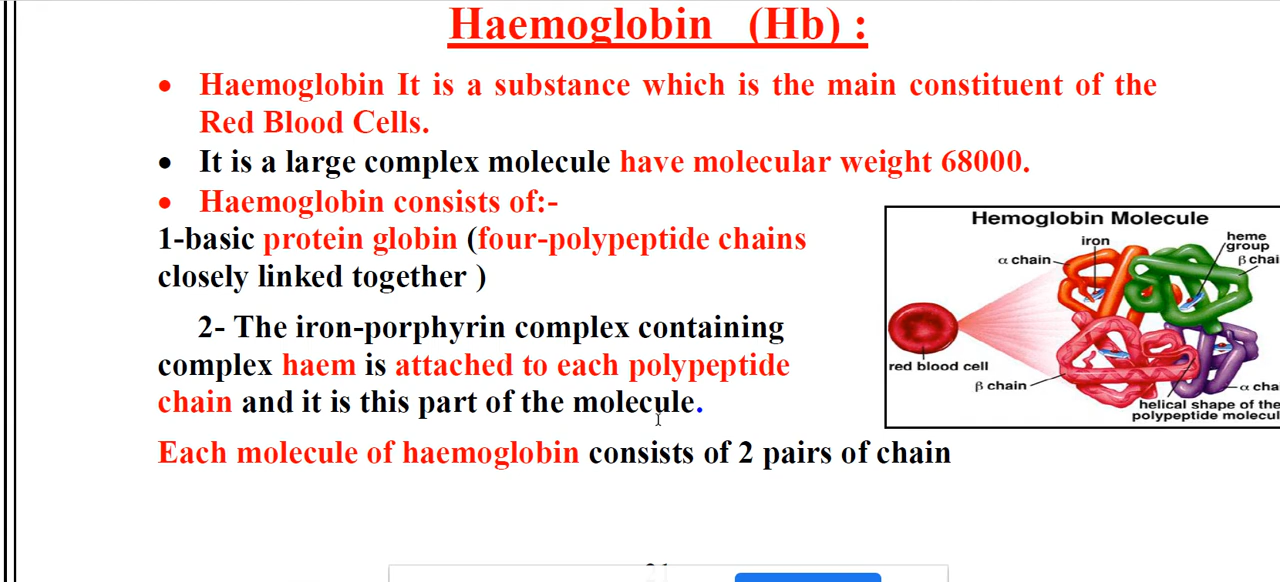 Haemoglobin (Hb) :
• Haemoglobin It is a substance which is the main constituent of the
Red Blood Cells.
• It is a large complex molecule have molecular weight 68000.
• Haemoglobin consists of:-
1-basic protein globin (four-polypeptide chains
closely linked together )
2- The iron-porphyrin complex containing
complex haem is attached to each polypeptide
chain and it is this part of the molecule.
Each molecule of haemoglobin consists of 2 pairs of chain
Hemoglobin Molecule
iron
heme
group
α chain
β chai
red blood cell
β chain
α cha
helical shape of the
polypeptide molecul